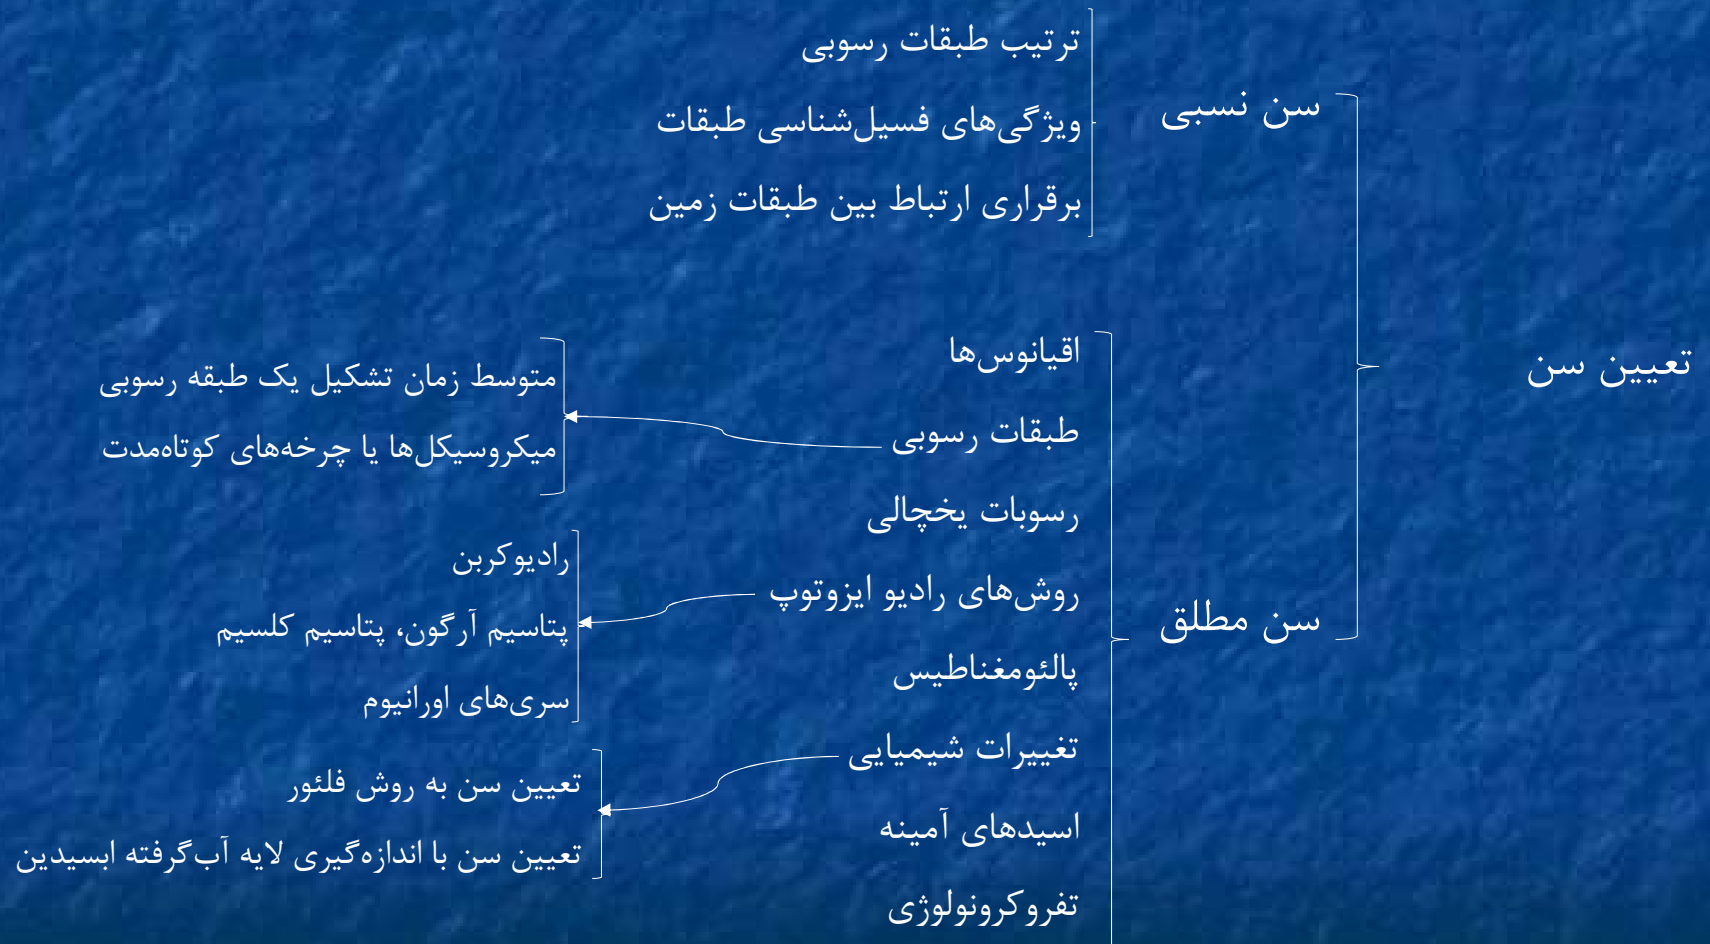 تعیین سن
سن نسبی
ترتیب طبقات رسوبی
ویژگی‌های فسیل‌شناسی طبقات
برقراری ارتباط بین طبقات زمین
سن مطلق
اقیانوس‌ها
طبقات رسوبی
متوسط زمان تشکیل یک طبقه رسوبی
میکروسیکل‌ها یا چرخه‌های کوتاه‌مدت
رسوبات یخچالی
روش‌های رادیو ایزوتوپ
رادیوکربن
پتاسیم آرگون، پتاسیم کلسیم
سری‌های اورانیوم
پالئومغناطیس
تغییرات شیمیایی
تعیین سن به روش فلئور
تعیین سن با اندازه‌گیری لایه آب‌گرفته ابسیدین
اسیدهای آمینه
تفروکرونولوژی